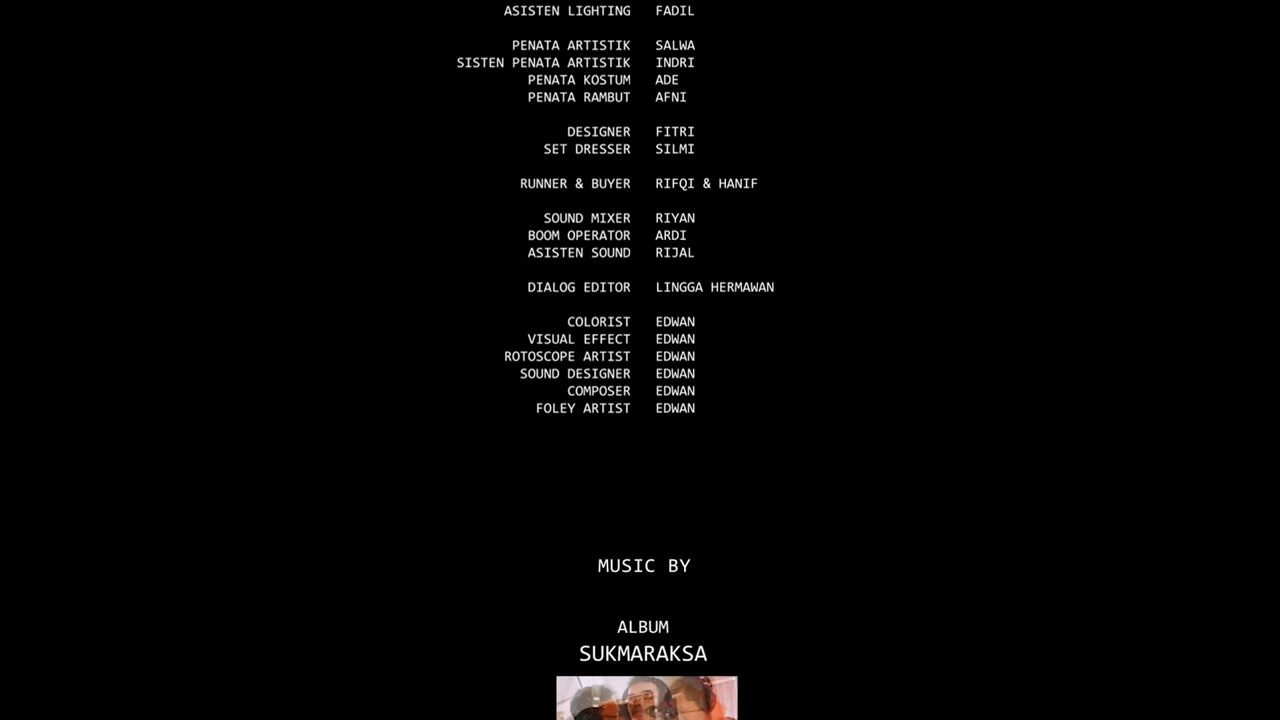 ASISTEN LIGHTING FADIL
PENATA ARTISTIK SALWA
SISTEN PENATA ARTISTIK INDRI
PENATA KOSTUM ADE
PENATA RAMBUT AFNI
DESIGNER FITRI
SET DRESSER SILMI
RUNNER & BUYER RIFQI & HANIF
SOUND MIXER RIYAN
BOOM OPERATOR ARDI
ASISTEN SOUND RIJAL
DIALOG EDITOR LINGGA HERMAWAN
COLORIST EDWAN
VISUAL EFFECT EDWAN
ROTOSCOPE ARTIST EDWAN
SOUND DESIGNER EDWAN
COMPOSER EDWAN
FOLEY ARTIST EDWAN
MUSIC BY
ALBUM
SUKMARAKSA